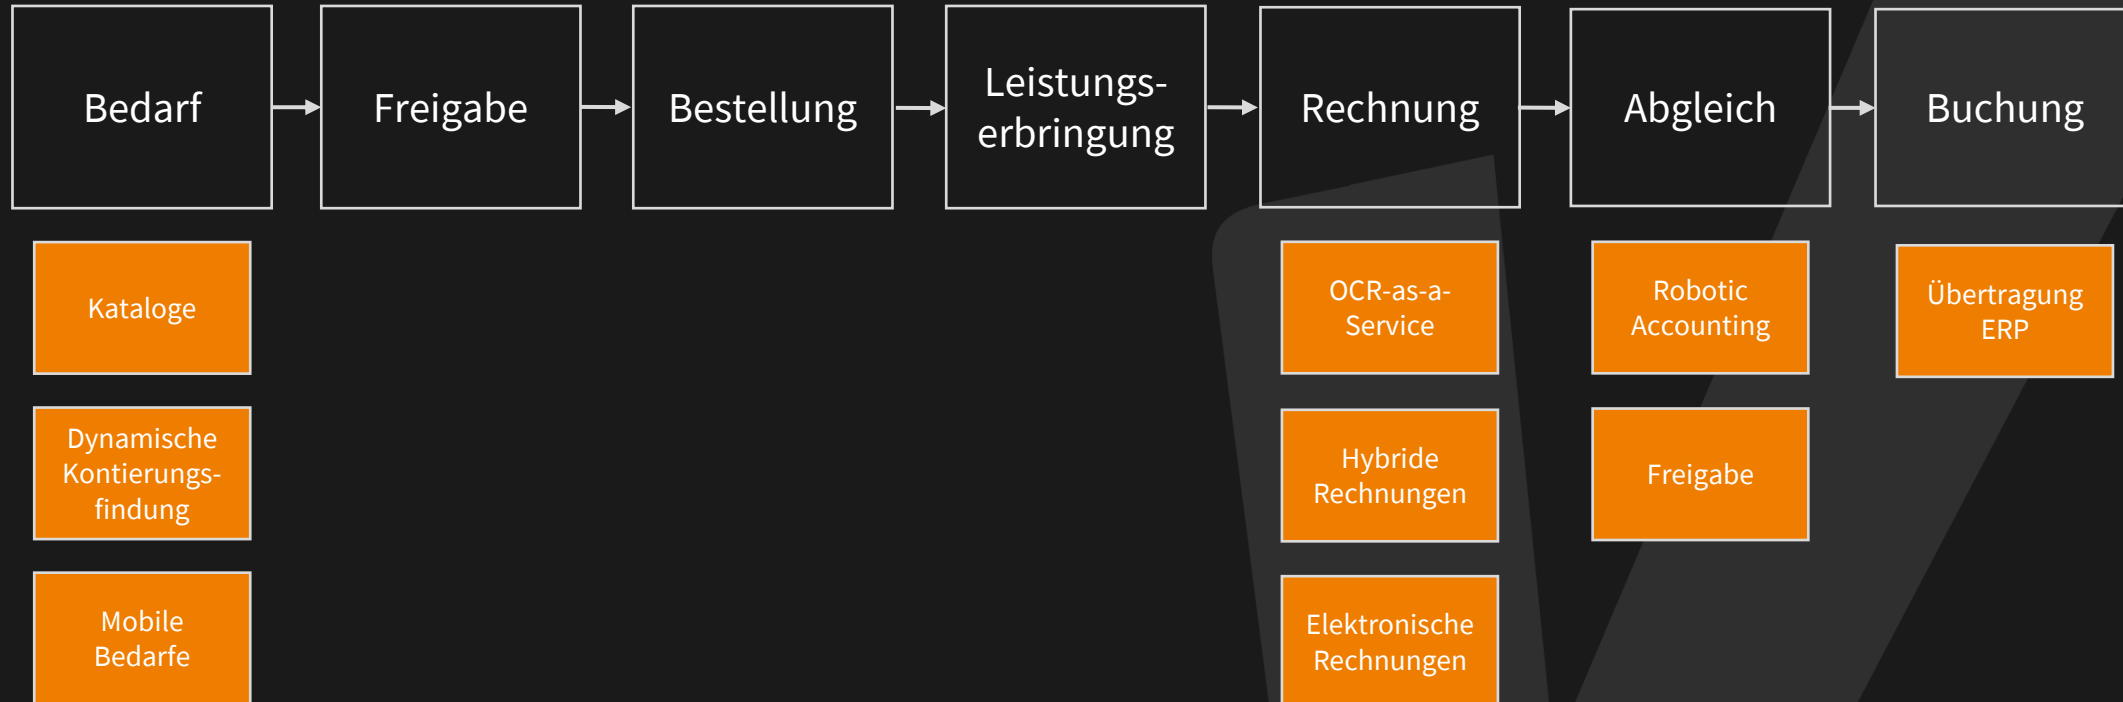 Bedarf
Freigabe
Bestellung
Leistungs-
erbringung
Rechnung
Abgleich
Buchung
Kataloge
Dynamische
Kontierungs-
findung
Mobile
Bedarfe
OCR-as-a-
Service
Hybride
Rechnungen
Elektronische
Rechnungen
Robotic
Accounting
Freigabe
Übertragung
ERP